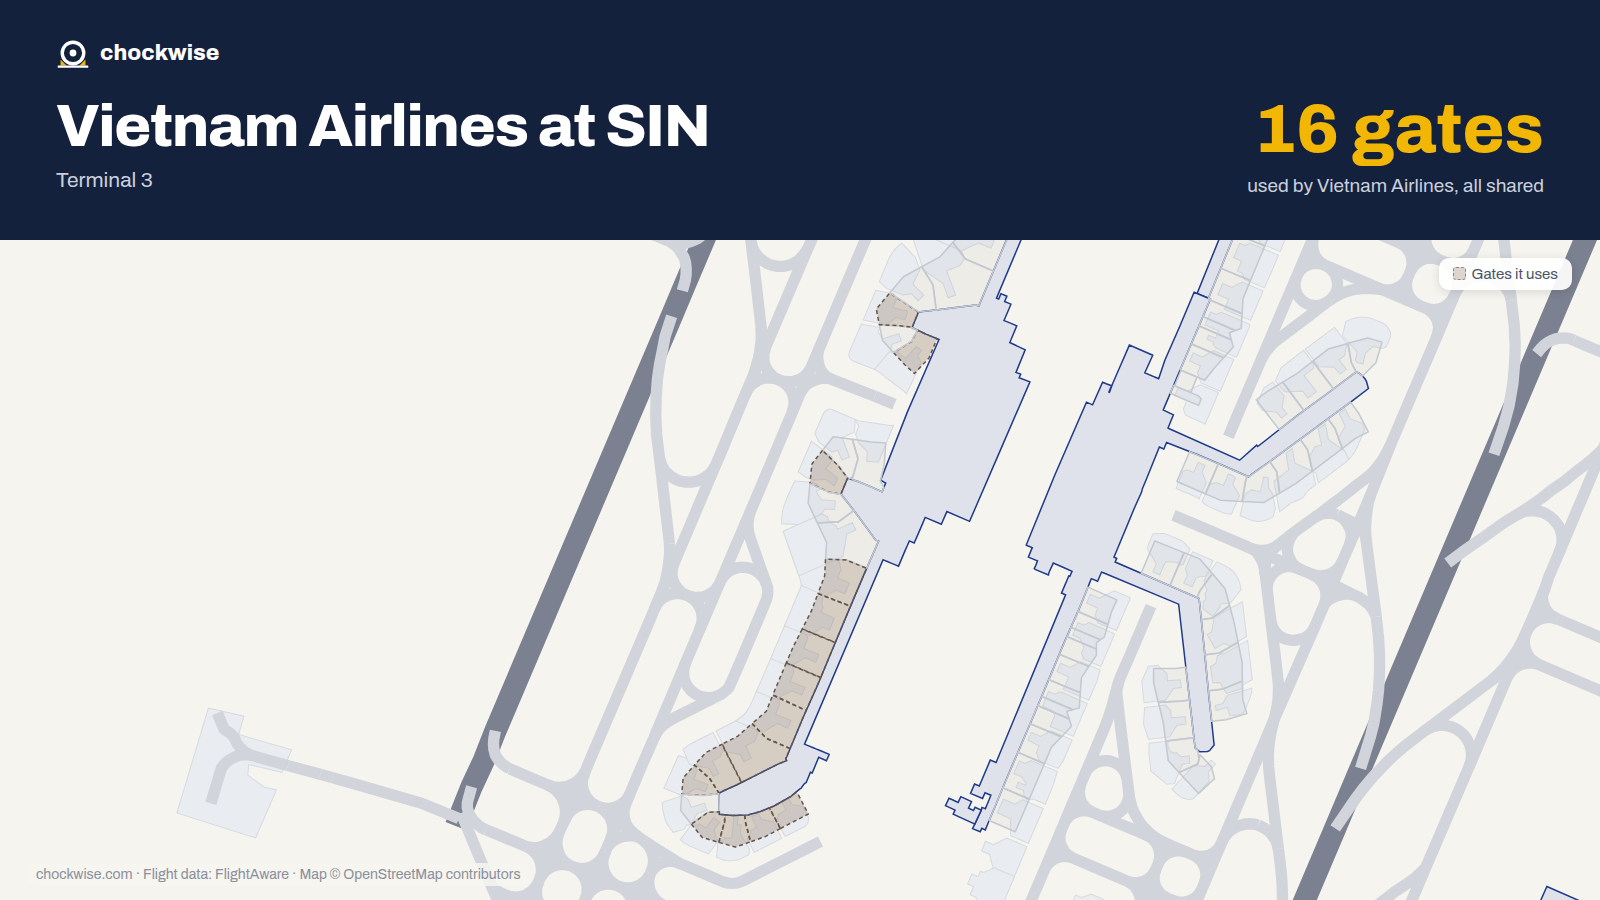 chockwise
Vietnam Airlines at SIN
Terminal 3
16 gates
used by Vietnam Airlines, all shared
Gates it uses
chockwise.com · Flight data: FlightAware · Map © OpenStreetMap contributors